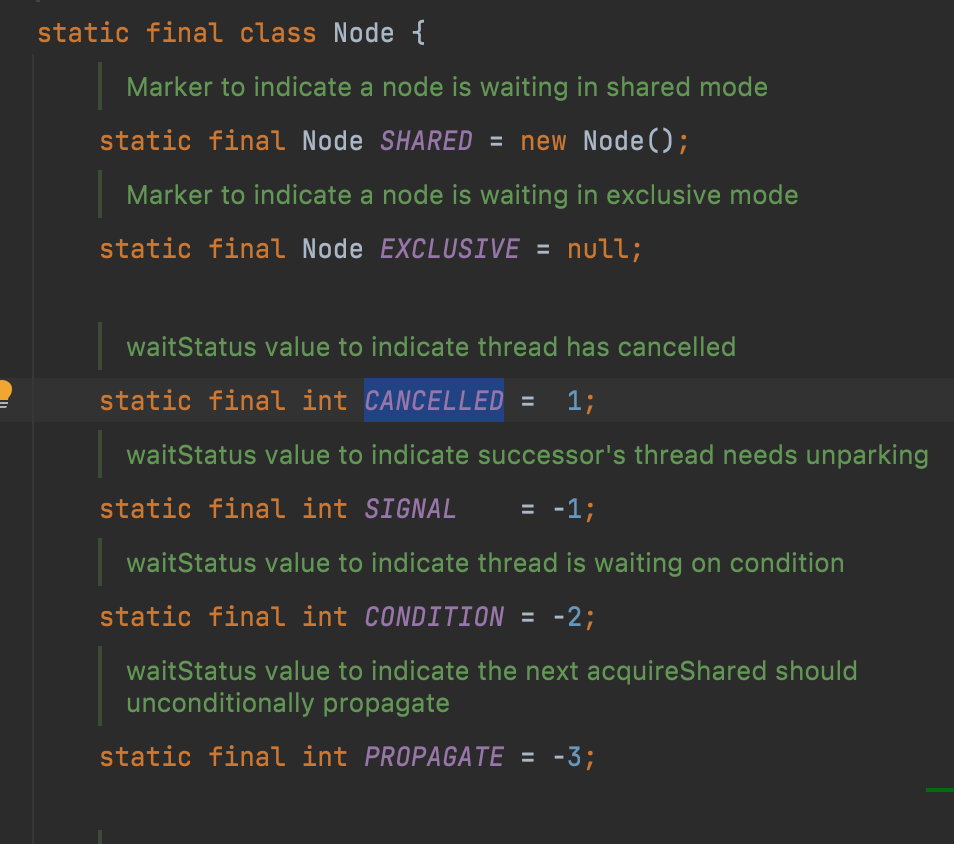 static final class Node {
Marker to indicate a node is waiting in shared mode
static final Node SHARED = new Node();
Marker to indicate a node is waiting in exclusive mode
static final Node EXCLUSIVE = null;
waitStatus value to indicate thread has cancelled
static final int CANCELLED =  1;
waitStatus value to indicate successor's thread needs unparking
static final int SIGNAL    = -1;
waitStatus value to indicate thread is waiting on condition
static final int CONDITION = -2;
waitStatus value to indicate the next acquireShared should
unconditionally propagate
static final int PROPAGATE = -3;